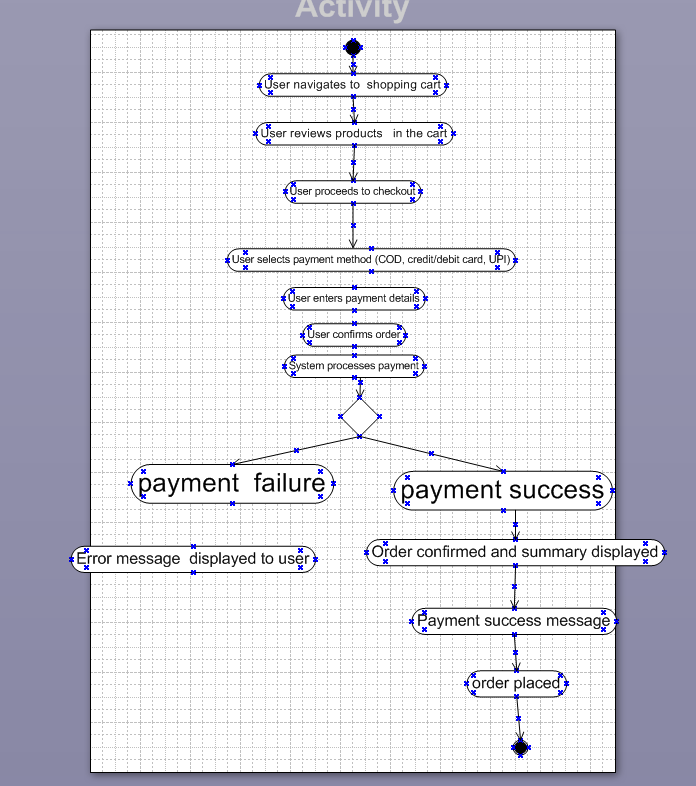 Activity
User navigates to  shopping cart
User reviews products   in the cart
User proceeds to checkout
User selects payment method (COD, credit/debit card, UPI)
User enters payment details
User confirms order
System processes payment
payment  failure
payment success
Order confirmed and summary displayed
Error message  displayed to user
Payment success message
order placed